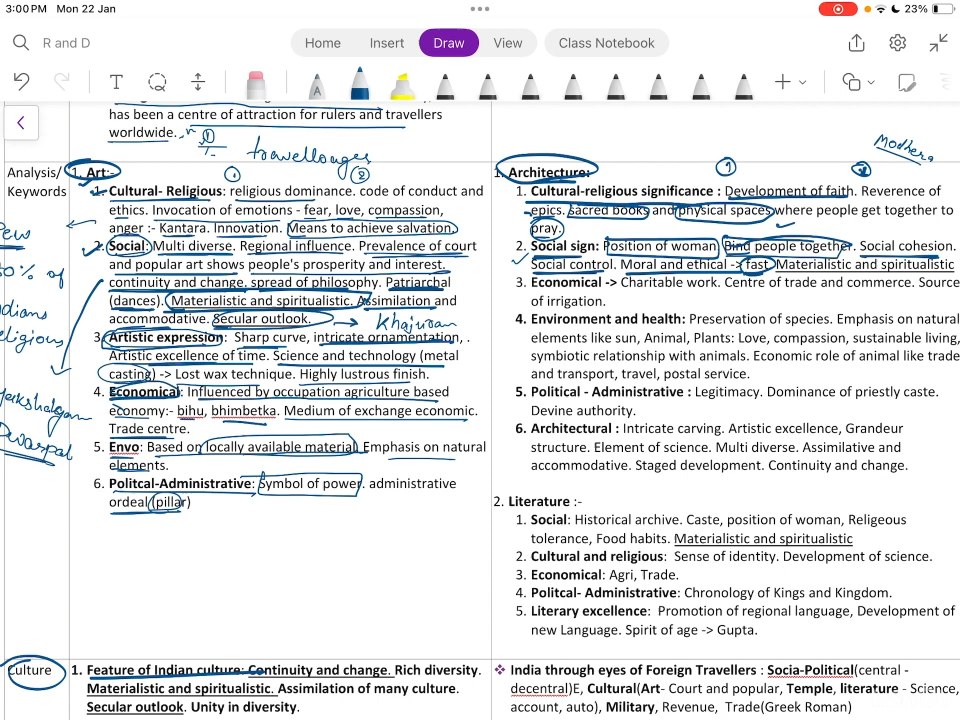 3:00 PM Mon 22 Jan
23%
R and D
Home Insert Draw View Class Notebook
has been a centre of attraction for rulers and travellers
worldwide.
travellouges
Modhera
Analysis/
Keywords
1. Art:-
1. Cultural- Religious: religious dominance. code of conduct and
ethics. Invocation of emotions - fear, love, compassion,
anger :- Kantara. Innovation. Means to achieve salvation.
2. Social: Multi diverse. Regional influence. Prevalence of court
and popular art shows people's prosperity and interest.
continuity and change. spread of philosophy. Patriarchal
(dances). Materialistic and spiritualistic. Assimilation and
accommodative. Secular outlook.
3. Artistic expression: Sharp curve, intricate ornamentation, .
Artistic excellence of time. Science and technology (metal
casting) -> Lost wax technique. Highly lustrous finish.
4. Economical: Influenced by occupation agriculture based
economy:- bihu, bhimbetka. Medium of exchange economic.
Trade centre.
5. Envo: Based on locally available material. Emphasis on natural
elements.
6. Politcal-Administrative: Symbol of power. administrative
ordeal (pillar)
Pew
% of
ndians
eligious
Devaspal
1. Architecture:
1. Cultural-religious significance : Development of faith. Reverence of
epics. Sacred books and physical spaces where people get together to
pray.
2. Social sign: Position of woman. Bind people together. Social cohesion.
Social control. Moral and ethical -> fast. Materialistic and spiritualistic
3. Economical -> Charitable work. Centre of trade and commerce. Source
of irrigation.
4. Environment and health: Preservation of species. Emphasis on natural
elements like sun, Animal, Plants: Love, compassion, sustainable living,
symbiotic relationship with animals. Economic role of animal like trade
and transport, travel, postal service.
5. Political - Administrative : Legitimacy. Dominance of priestly caste.
Devine authority.
6. Architectural : Intricate carving. Artistic excellence, Grandeur
structure. Element of science. Multi diverse. Assimilative and
accommodative. Staged development. Continuity and change.
2. Literature :-
1. Social: Historical archive. Caste, position of woman, Religeous
tolerance, Food habits. Materialistic and spiritualistic
2. Cultural and religious: Sense of identity. Development of science.
3. Economical: Agri, Trade.
4. Politcal- Administrative: Chronology of Kings and Kingdom.
5. Literary excellence: Promotion of regional language, Development of
new Language. Spirit of age -> Gupta.
Culture
1. Feature of Indian culture: Continuity and change. Rich diversity.
Materialistic and spiritualistic. Assimilation of many culture.
Secular outlook. Unity in diversity.
❖ India through eyes of Foreign Travellers : Socia-Political(central -
decentral)E, Cultural(Art- Court and popular, Temple, literature - Science,
account, auto), Military, Revenue, Trade(Greek Roman)